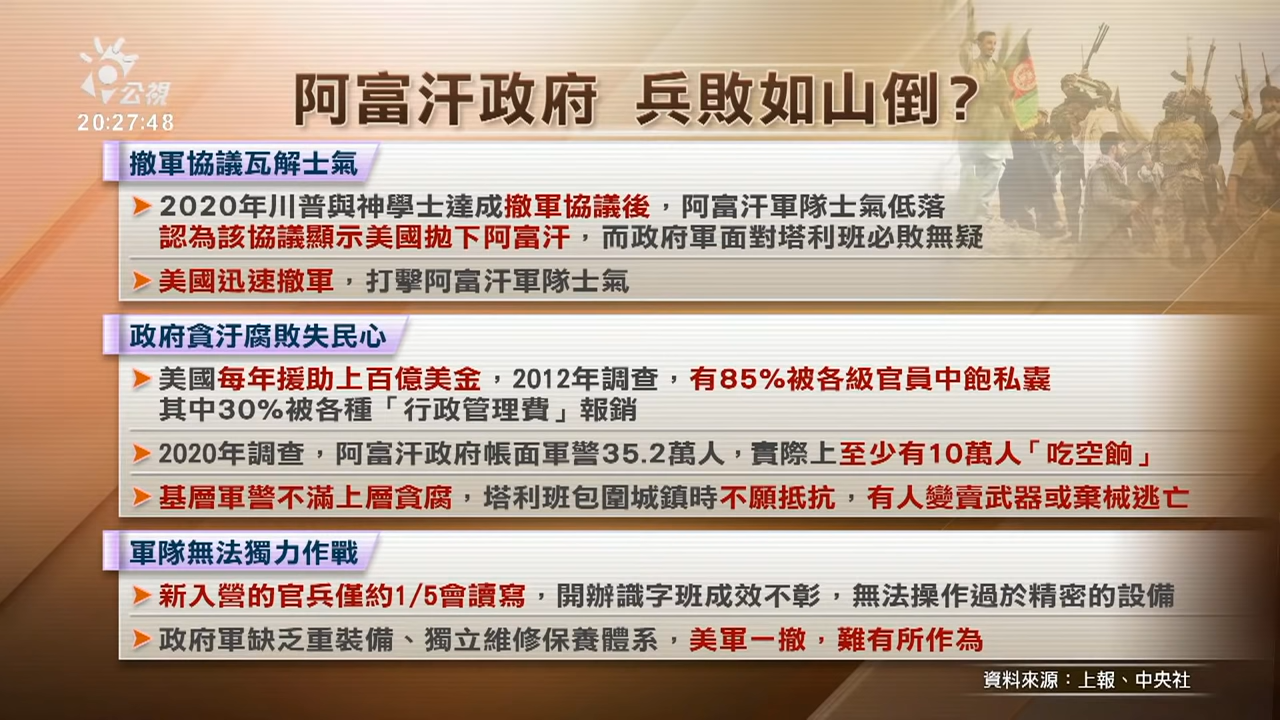 公視
20:27:48
阿富汗政府 兵敗如山倒?
撤軍協議瓦解士氣
2020年川普與神學士達成撤軍協議後，阿富汗軍隊士氣低落
認為該協議顯示美國拋下阿富汗，而政府軍面對塔利班必敗無疑
美國迅速撤軍，打擊阿富汗軍隊士氣
政府貪汙腐敗失民心
美國每年援助上百億美金，2012年調查，有85%被各級官員中飽私囊
其中30%被各種「行政管理費」報銷
2020年調查，阿富汗政府帳面軍警35.2萬人，實際上至少有10萬人「吃空餉」
基層軍警不滿上層貪腐，塔利班包圍城鎮時不願抵抗，有人變賣武器或棄械逃亡
軍隊無法獨力作戰
新入營的官兵僅約1/5會讀寫，開辦識字班成效不彰，無法操作過於精密的設備
政府軍缺乏重裝備、獨立維修保養體系，美軍一撤，難有所作為
資料來源：上報、中央社